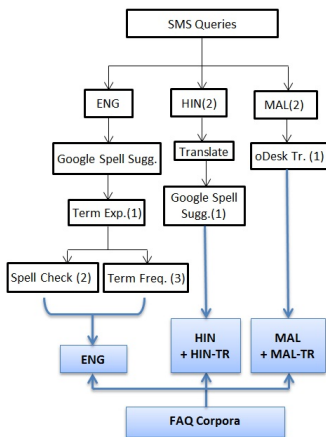 SMS Queries
ENG
HIN(2)
MAL(2)
Google Spell Sugg.
Translate
oDesk Tr. (1)
Term Exp.(1)
Google Spell
Sugg.(1)
Spell Check (2)
Term Freq. (3)
ENG
HIN
+ HIN-TR
MAL
+ MAL-TR
FAQ Corpora